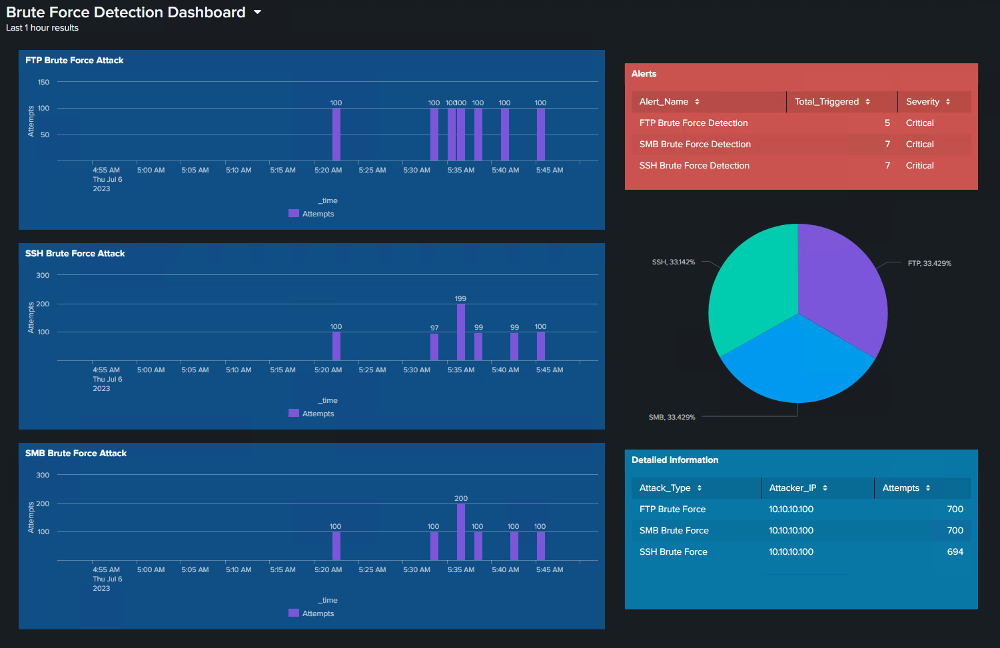 Brute Force Detection Dashboard
Last 1 hour results
FTP Brute Force Attack
150
100
50
Attempts
100 100 100 100 100 100 100
4:55 AM 5:00 AM 5:05 AM 5:10 AM 5:15 AM 5:20 AM 5:25 AM 5:30 AM 5:35 AM 5:40 AM 5:45 AM
Thu Jul 6
2023
_time
Attempts
SSH Brute Force Attack
300
200
100
Attempts
100 97 199 99 99 100
4:55 AM 5:00 AM 5:05 AM 5:10 AM 5:15 AM 5:20 AM 5:25 AM 5:30 AM 5:35 AM 5:40 AM 5:45 AM
Thu Jul 6
2023
_time
Attempts
SMB Brute Force Attack
300
200
100
Attempts
100 100 200 100 100 100
4:55 AM 5:00 AM 5:05 AM 5:10 AM 5:15 AM 5:20 AM 5:25 AM 5:30 AM 5:35 AM 5:40 AM 5:45 AM
Thu Jul 6
2023
_time
Attempts
Alerts
Alert_Name Total_Triggered Severity
FTP Brute Force Detection 5 Critical
SMB Brute Force Detection 7 Critical
SSH Brute Force Detection 7 Critical
SSH, 33.142%
FTP, 33.429%
SMB, 33.429%
Detailed Information
Attack_Type Attacker_IP Attempts
FTP Brute Force 10.10.10.100 700
SMB Brute Force 10.10.10.100 700
SSH Brute Force 10.10.10.100 694